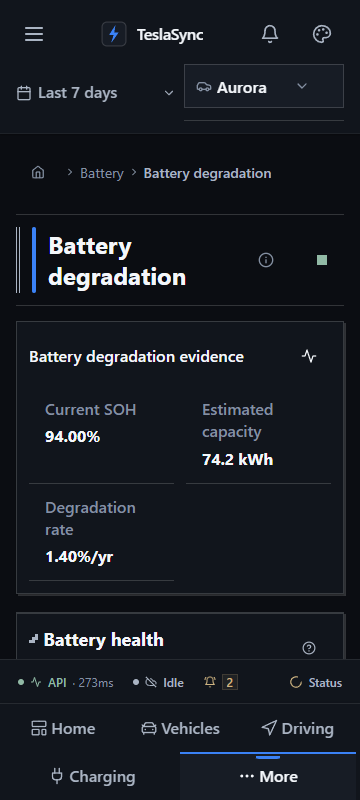 TeslaSync
Last 7 days
Aurora
Battery
Battery degradation
Battery
degradation
Battery degradation evidence
Current SOH
94.00%
Estimated
capacity
74.2 kWh
Degradation
rate
1.40%/yr
Battery health
API · 273ms
Idle
2
Status
Home
Vehicles
Driving
Charging
More